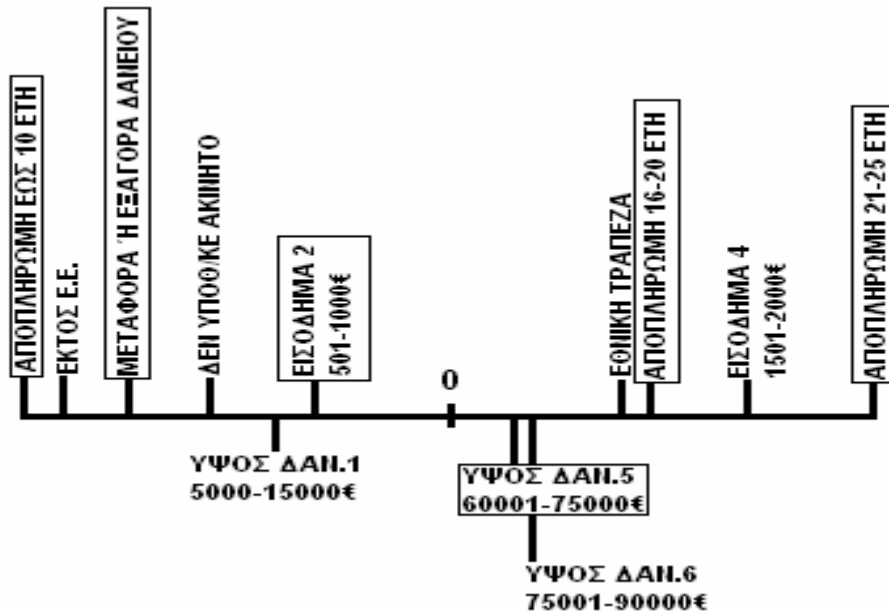 ΑΠΟΠΛΗΡΩΜΗ ΕΩΣ 10 ΕΤΗ
ΕΚΤΟΣ Ε.Ε.
ΜΕΤΑΦΟΡΑ Ή ΕΞΑΓΟΡΑ ΔΑΝΕΙΟΥ
ΔΕΝ ΥΠΟΘ/ΚΕ ΑΚΙΝΗΤΟ
ΕΙΣΟΔΗΜΑ 2
501-1000€
0
ΕΘΝΙΚΗ ΤΡΑΠΕΖΑ
ΑΠΟΠΛΗΡΩΜΗ 16-20 ΕΤΗ
ΕΙΣΟΔΗΜΑ 4
1501-2000€
ΑΠΟΠΛΗΡΩΜΗ 21-25 ΕΤΗ
ΥΨΟΣ ΔΑΝ.1
5000-15000€
ΥΨΟΣ ΔΑΝ.5
60001-75000€
ΥΨΟΣ ΔΑΝ.6
75001-90000€